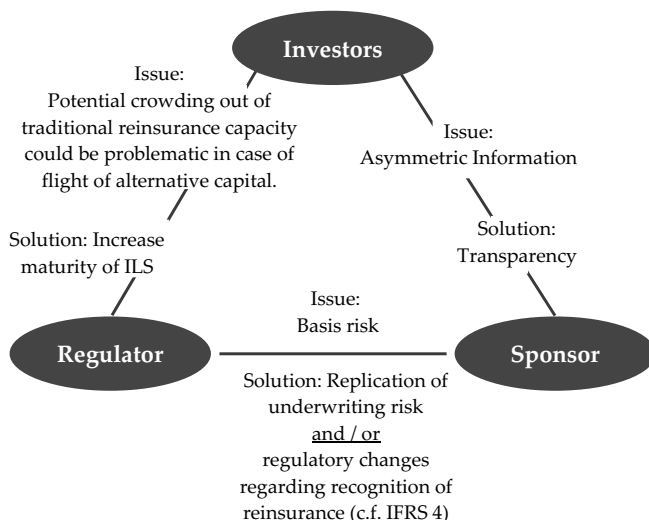 Investors
Issue:
Potential crowding out of
traditional reinsurance capacity
could be problematic in case of
flight of alternative capital.
Issue:
Asymmetric Information
Solution: Increase
maturity of ILS
Solution:
Transparency
Issue:
Basis risk
Regulator
Sponsor
Solution: Replication of
underwriting risk
and / or
regulatory changes
regarding recognition of
reinsurance (c.f. IFRS 4)